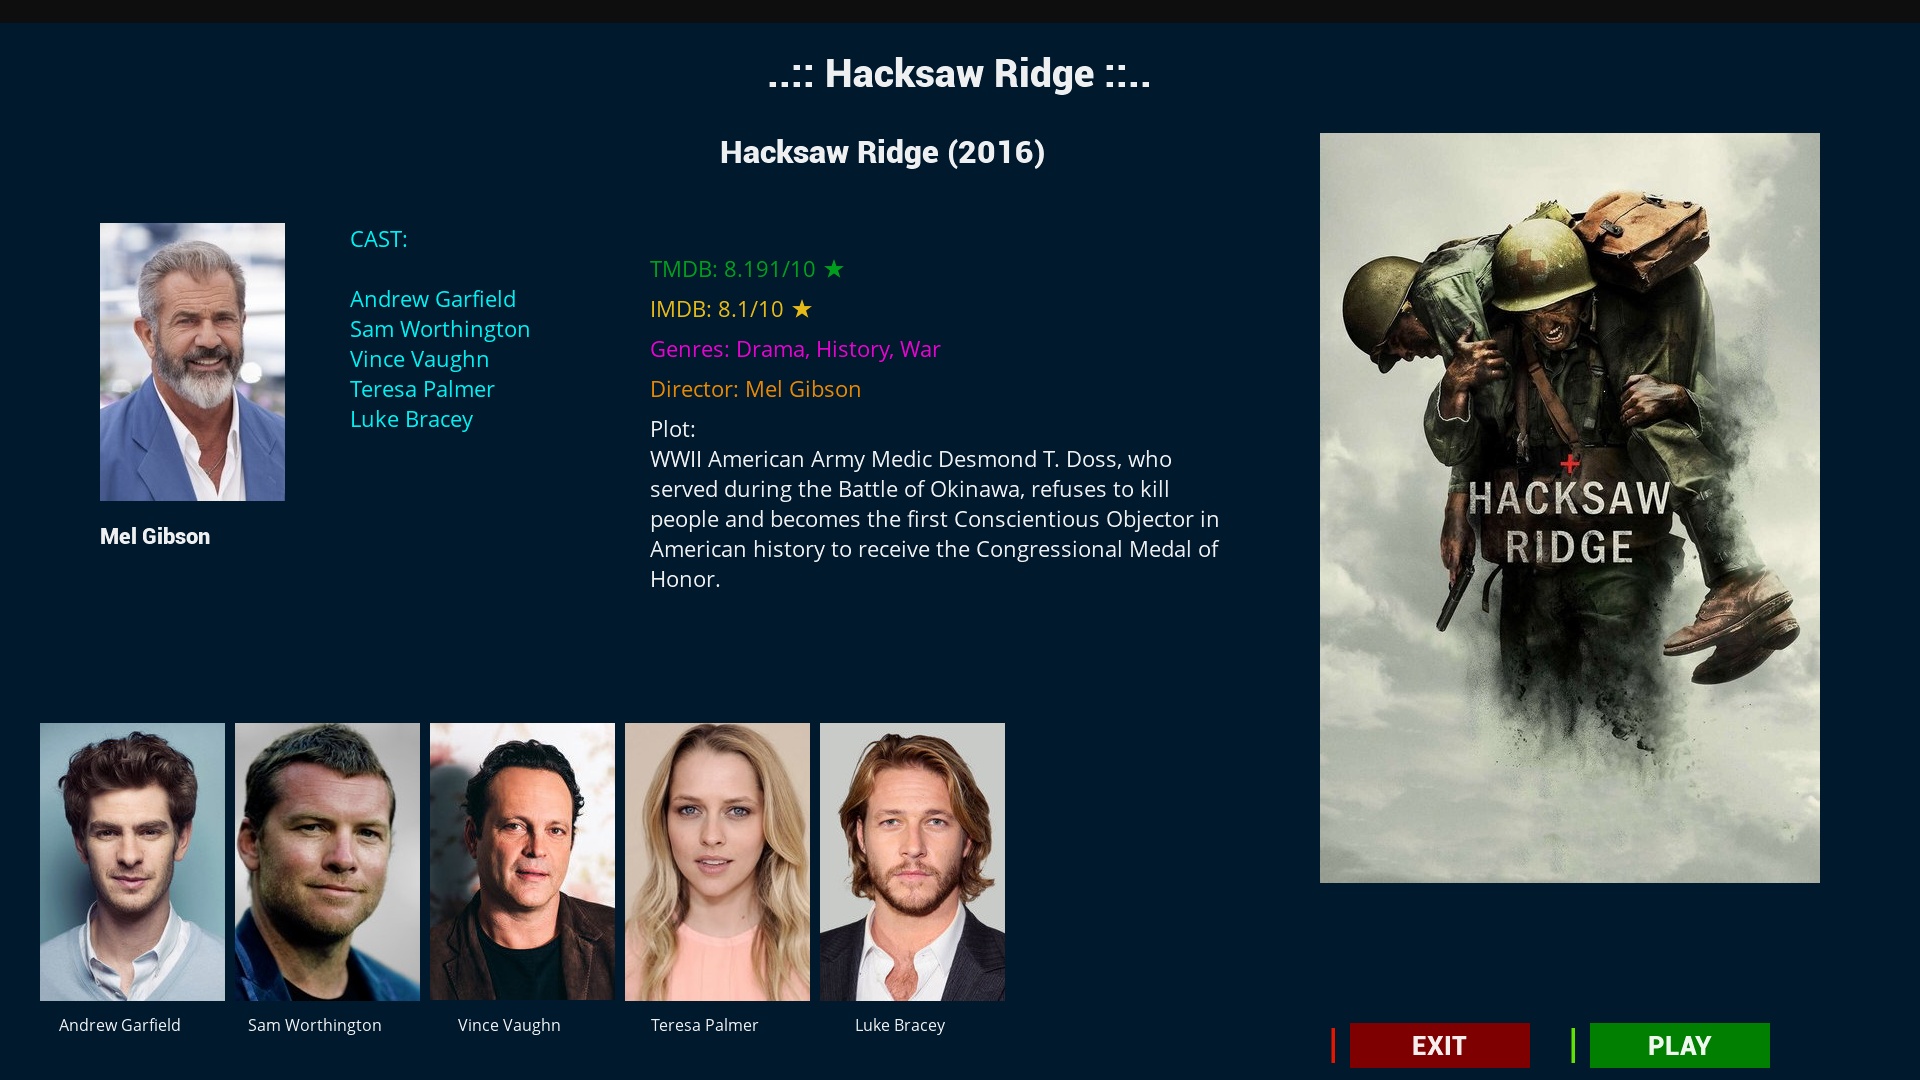 ..:: Hacksaw Ridge ::..
Hacksaw Ridge (2016)
Mel Gibson
CAST:
Andrew Garfield
Sam Worthington
Vince Vaughn
Teresa Palmer
Luke Bracey
TMDB: 8.191/10 ★
IMDB: 8.1/10 ★
Genres: Drama, History, War
Director: Mel Gibson
Plot:
WWII American Army Medic Desmond T. Doss, who
served during the Battle of Okinawa, refuses to kill
people and becomes the first Conscientious Objector in
American history to receive the Congressional Medal of
Honor.
HACKSAW
RIDGE
Andrew Garfield
Sam Worthington
Vince Vaughn
Teresa Palmer
Luke Bracey
EXIT
PLAY